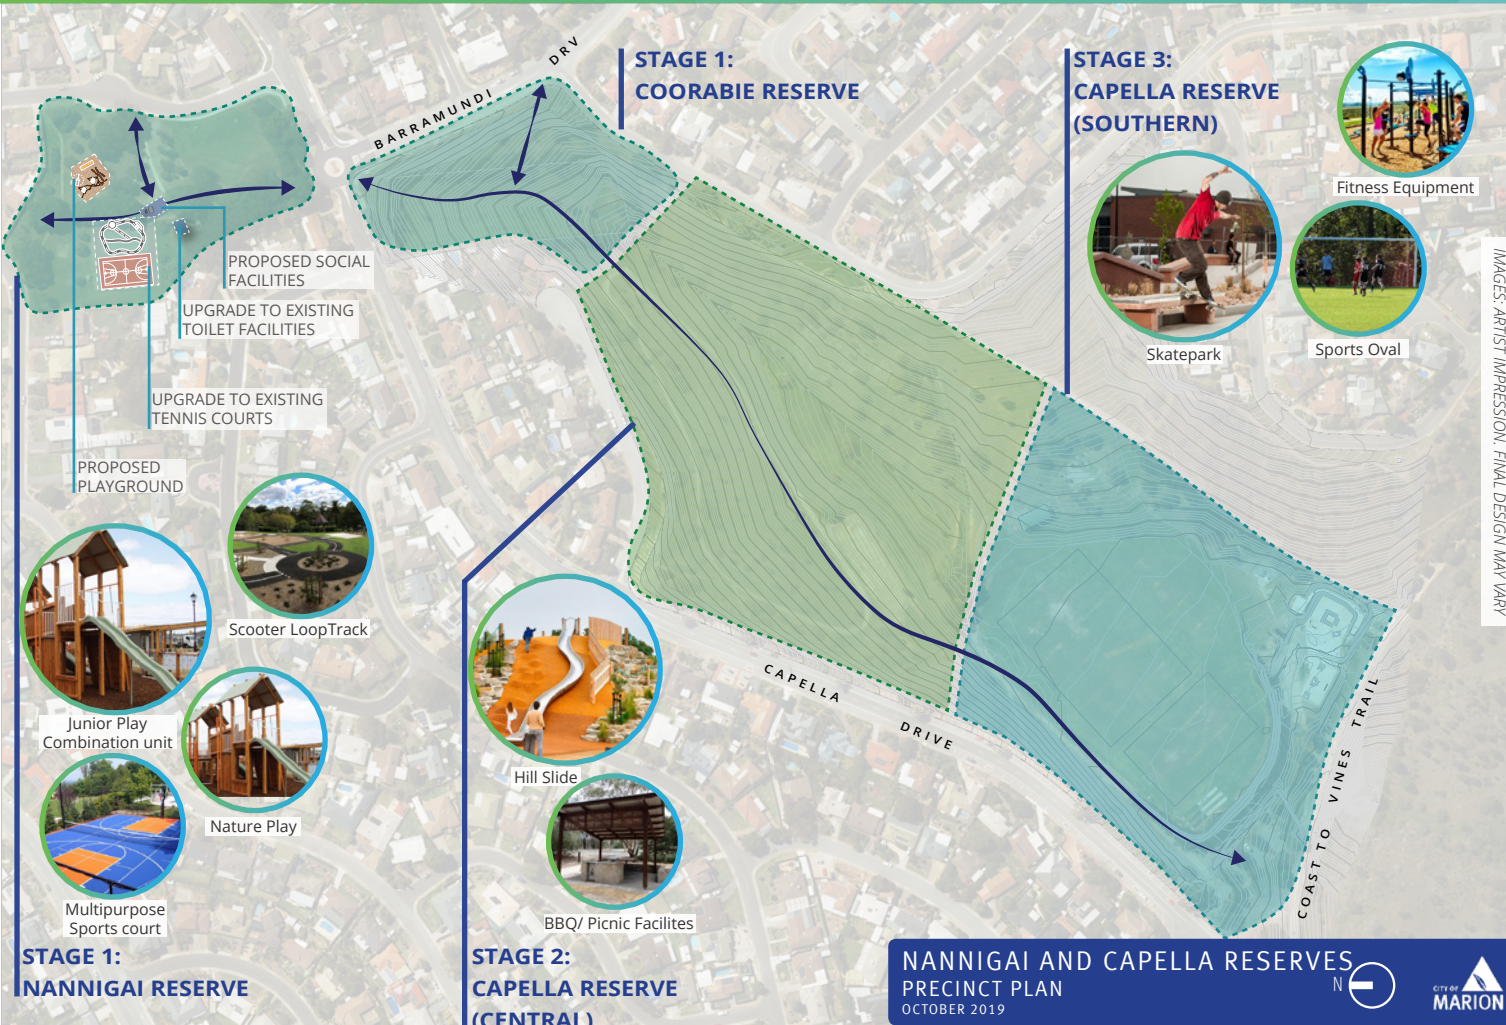 STAGE 1:
COORABIE RESERVE
STAGE 3:
CAPELLA RESERVE
(SOUTHERN)
Fitness Equipment
Skatepark
Sports Oval
BARRAMUNDI DRV
PROPOSED SOCIAL
FACILITIES
UPGRADE TO EXISTING
TOILET FACILITIES
UPGRADE TO EXISTING
TENNIS COURTS
PROPOSED
PLAYGROUND
Scooter LoopTrack
Junior Play
Combination unit
Nature Play
Multipurpose
Sports court
STAGE 1:
NANNIGAI RESERVE
Hill Slide
BBQ/ Picnic Facilites
STAGE 2:
CAPELLA RESERVE
(CENTRAL)
CAPELLA DRIVE
COAST TO VINES TRAIL
IMAGES: ARTIST IMPRESSION. FINAL DESIGN MAY VARY
NANNIGAI AND CAPELLA RESERVES
PRECINCT PLAN
OCTOBER 2019
N
CITY OF
MARION